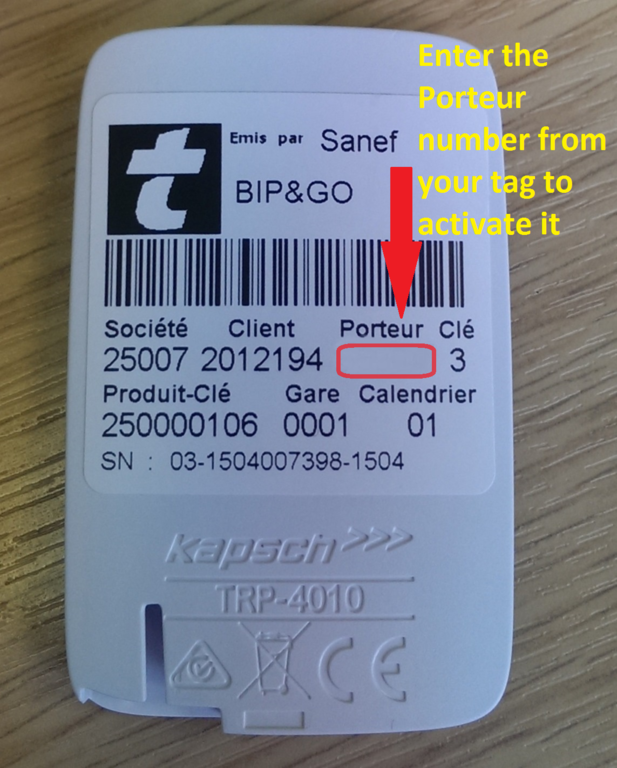 Enter the
Porteur
number from
your tag to
activate it
t
Emis par Sanef
BIP&GO
Société Client Porteur Clé
25007 2012194 3
Produit-Clé Gare Calendrier
250000106 0001 01
SN : 03-1504007398-1504
kapsch >>>
TRP-4010
CE